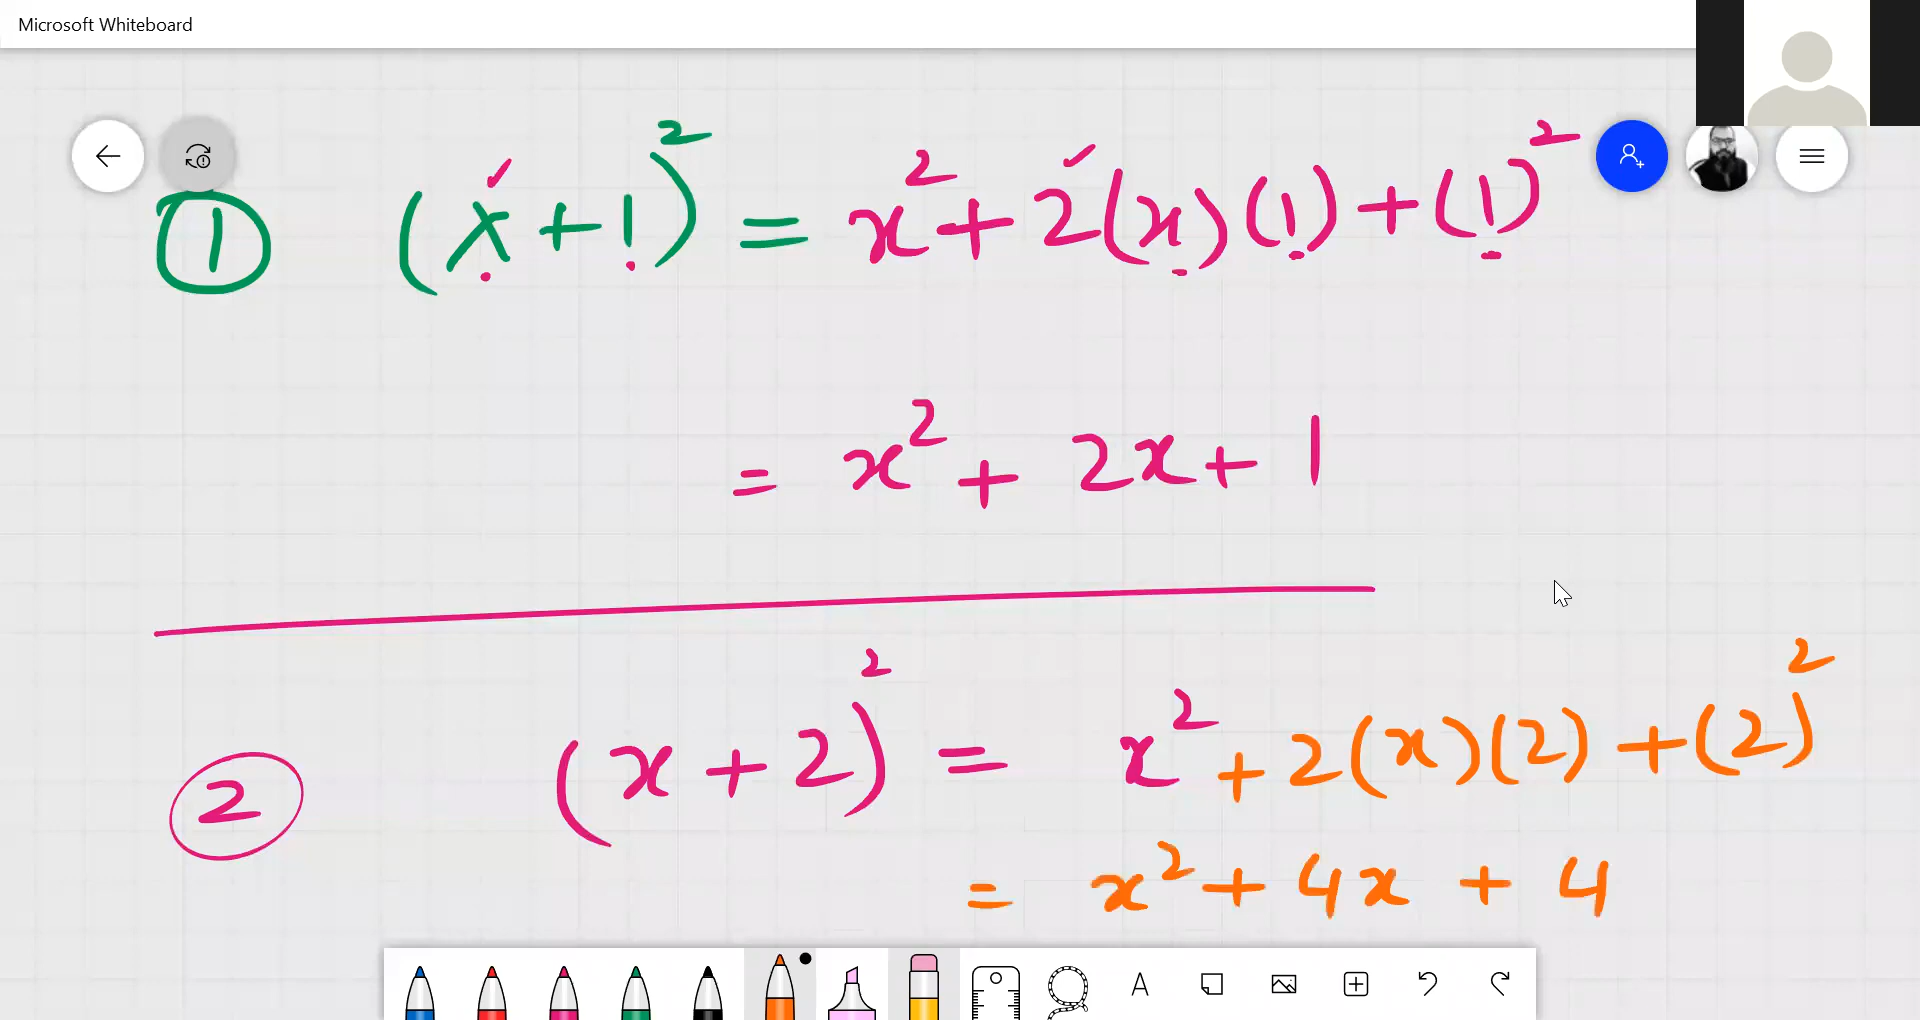 Microsoft Whiteboard
① (x + 1)² = x² + 2(x)(1) + (1)²
= x² + 2x + 1
② (x + 2)² = x² + 2(x)(2) + (2)²
= x² + 4x + 4